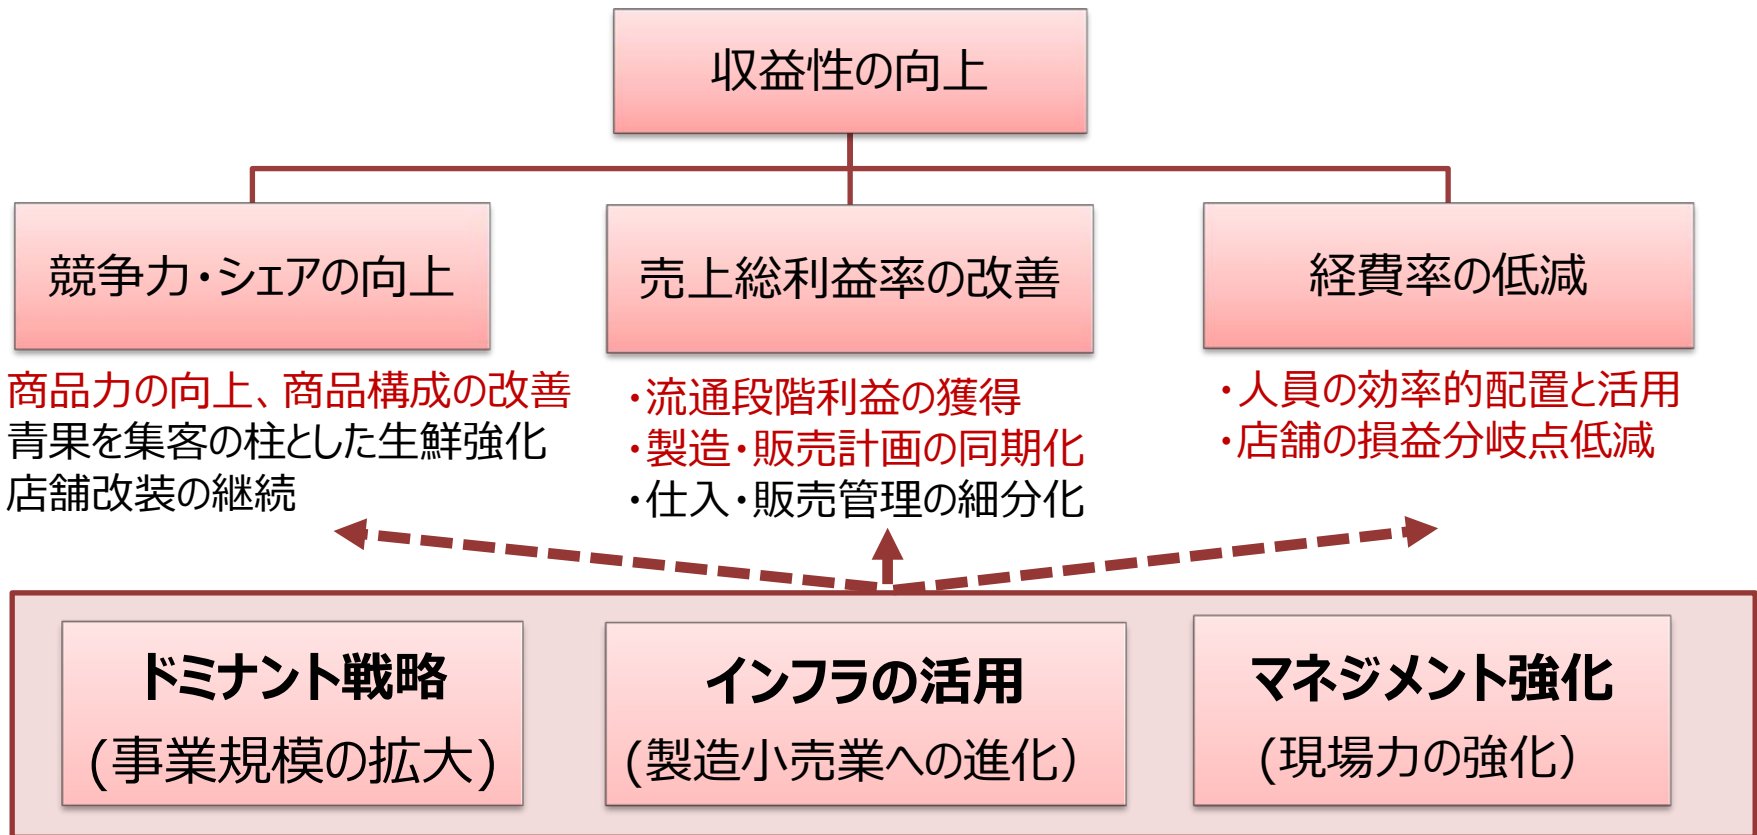 収益性の向上
競争力・シェアの向上
売上総利益率の改善
経費率の低減
商品力の向上、商品構成の改善
青果を集客の柱とした生鮮強化
店舗改装の継続
・流通段階利益の獲得
・製造・販売計画の同期化
・仕入・販売管理の細分化
・人員の効率的配置と活用
・店舗の損益分岐点低減
ドミナント戦略
(事業規模の拡大)
インフラの活用
(製造小売業への進化）
マネジメント強化
(現場力の強化）